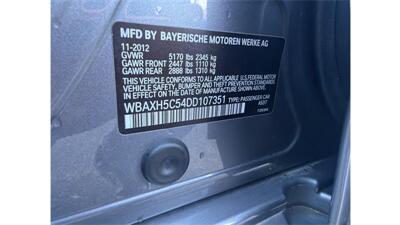 MFD BY BAYERISCHE MOTOREN WERKE AG
11-2012
GVWR 5170 lbs 2345 kg
GAWR FRONT 2447 lbs 1110 kg
GAWR REAR 2888 lbs 1310 kg
THIS VEHICLE CONFORMS TO ALL APPLICABLE U.S. FEDERAL MOTOR
VEHICLE SAFETY, BUMPER, AND THEFT PREVENTION STANDARDS
IN EFFECT ON THE DATE OF MANUFACTURE SHOWN ABOVE.
WBAXH5C54DD107351 TYPE: PASSENGER CAR